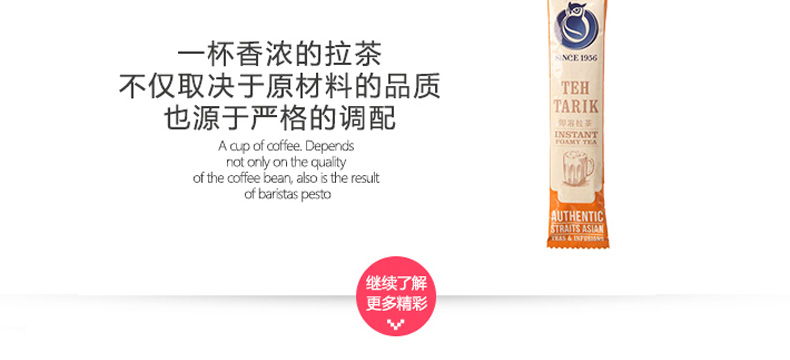 一杯香浓的拉茶
不仅取决于原材料的品质
也源于严格的调配
A cup of coffee. Depends
not only on the quality
of the coffee bean, also is the result
of baristas pesto
SINCE 1956
TEH
TARIK
即溶拉茶
INSTANT
FOAMY TEA
AUTHENTIC
STRAITS ASIAN
TEAS & INFUSIONS
继续了解
更多精彩